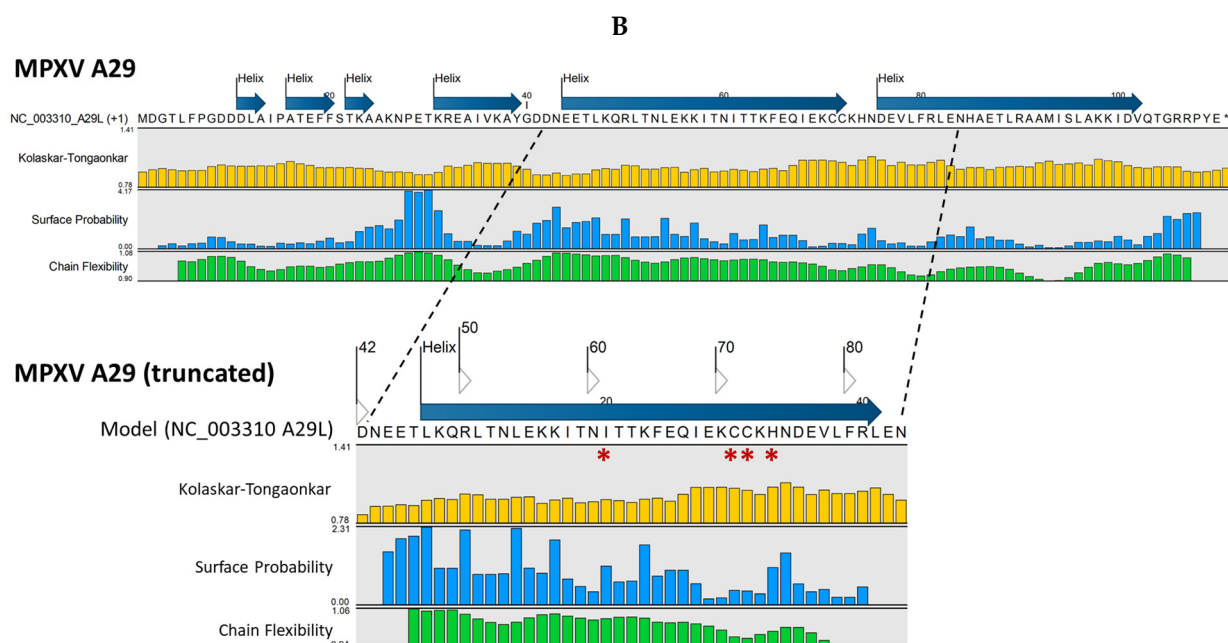 B
MPXV A29
Helix Helix Helix Helix Helix Helix
20 40 60 80 100
NC_003310_A29L (+1) MDGTLFPGDDDLAIPATEFFSTKAAKNPETKREAIVKAYGDDNEETLKQRLTNLEKKITNITTKFEQIEKCCKHNDEVLFRLENHAETLRAAMISLAKKIDVQTGRRPYE*
1.41
Kolaskar-Tongaonkar
0.78
4.17
Surface Probability
0.00
1.08
Chain Flexibility
0.90
50
42 Helix 60 70 80
MPXV A29 (truncated)
20 40
Model (NC_003310 A29L) DNEETLKQRLTNLEKKITNITTKFEQIEKCCKHNDEVLFRLEN
1.41
* * * *
Kolaskar-Tongaonkar
0.78
2.31
Surface Probability
0.00
1.06
Chain Flexibility